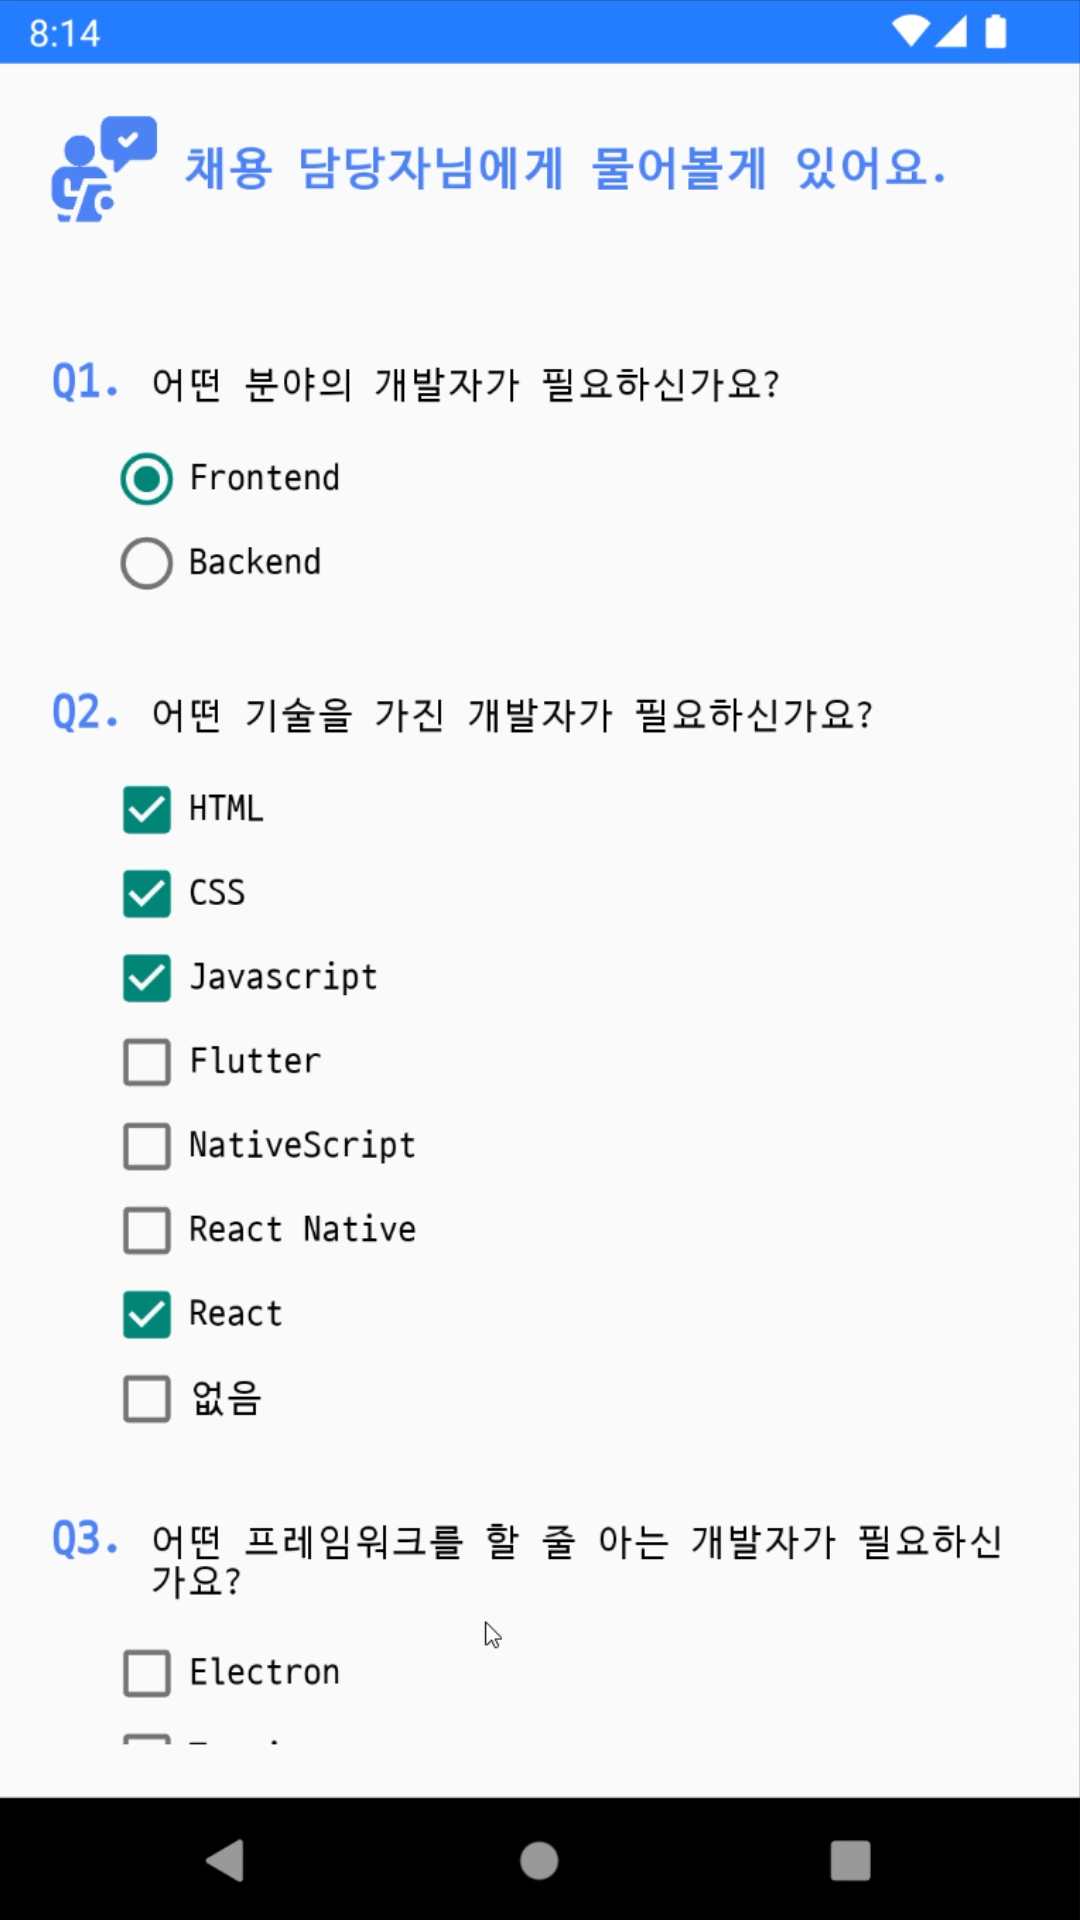 8:14
채용 담당자님에게 물어볼게 있어요.
Q1. 어떤 분야의 개발자가 필요하신가요?
Frontend
Backend
Q2. 어떤 기술을 가진 개발자가 필요하신가요?
HTML
CSS
Javascript
Flutter
NativeScript
React Native
React
없음
Q3. 어떤 프레임워크를 할 줄 아는 개발자가 필요하신
가요?
Electron